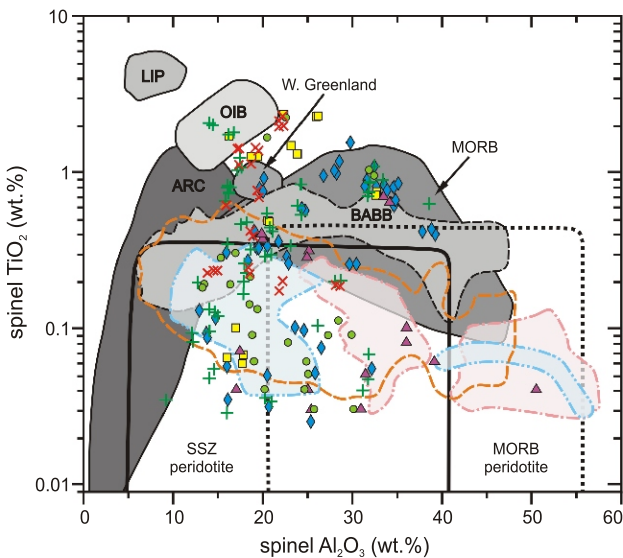 10
LIP
OIB
W. Greenland
1
ARC
MORB
BABB
spinel TiO₂ (wt.%)
0.1
SSZ
peridotite
MORB
peridotite
0.01
0 10 20 30 40 50 60
spinel Al₂O₃ (wt.%)